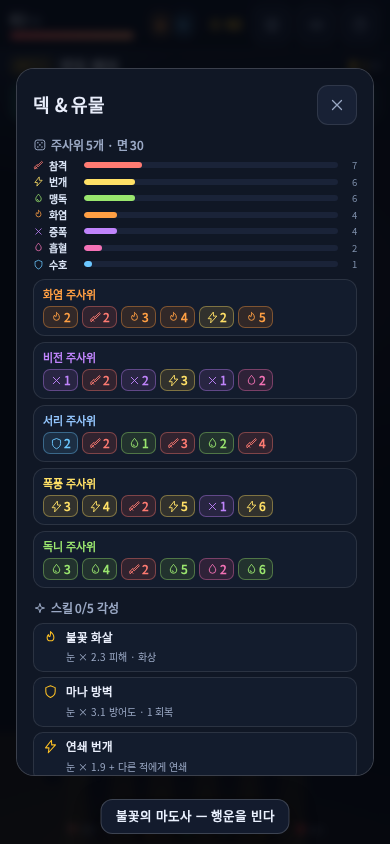 덱 & 유물
주사위 5개 · 면 30
참격 7
번개 6
맹독 6
화염 4
증폭 4
흡혈 2
수호 1
화염 주사위
2 2 3 4 2 5
비전 주사위
1 2 2 3 1 2
서리 주사위
2 2 1 3 2 4
폭풍 주사위
3 4 2 5 1 6
독니 주사위
3 4 2 5 2 6
스킬 0/5 각성
불꽃 화살
눈 × 2.3 피해 · 화상
마나 방벽
눈 × 3.1 방어도 · 1 회복
연쇄 번개
눈 × 1.9 + 다른 적에게 연쇄
불꽃의 마도사 — 행운을 빈다